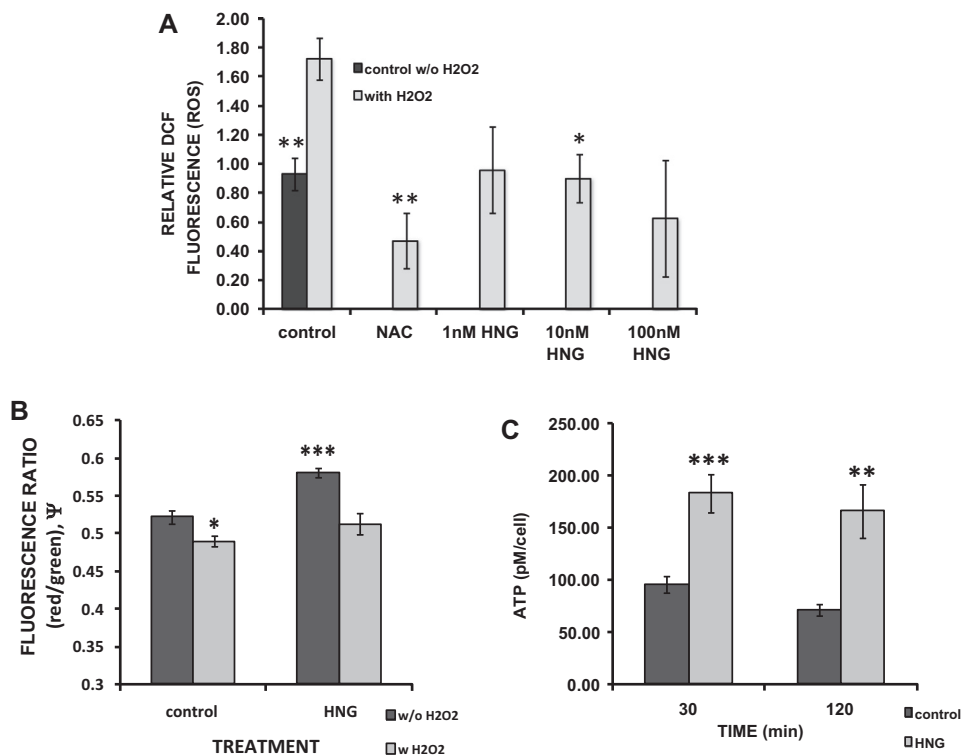 A
RELATIVE DCF
FLUORESCENCE (ROS)
2.00
1.80
1.60
1.40
1.20
1.00
0.80
0.60
0.40
0.20
0.00
control w/o H2O2
with H2O2
**
**
*
control
NAC
1nM HNG
10nM
HNG
100nM
HNG
B
FLUORESCENCE RATIO
(red/green), Ψ
0.65
0.6
0.55
0.5
0.45
0.4
0.35
0.3
*
***
control
HNG
TREATMENT
w/o H2O2
w H2O2
C
ATP (pM/cell)
250.00
200.00
150.00
100.00
50.00
0.00
***
**
30
120
TIME (min)
control
HNG